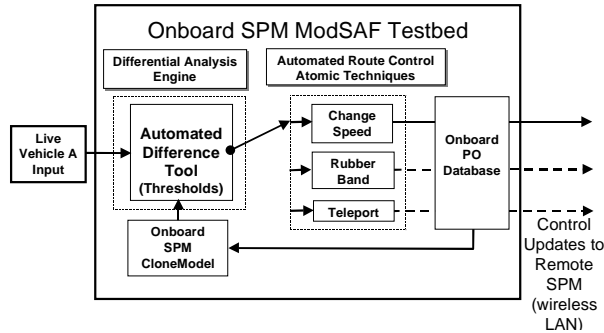 Onboard SPM ModSAF Testbed
Differential Analysis
Engine
Automated Route Control
Atomic Techniques
Live
Vehicle A
Input
Automated
Difference
Tool
(Thresholds)
Change
Speed
Rubber
Band
Teleport
Onboard
PO
Database
Onboard
SPM
CloneModel
Control
Updates to
Remote
SPM
(wireless
LAN)